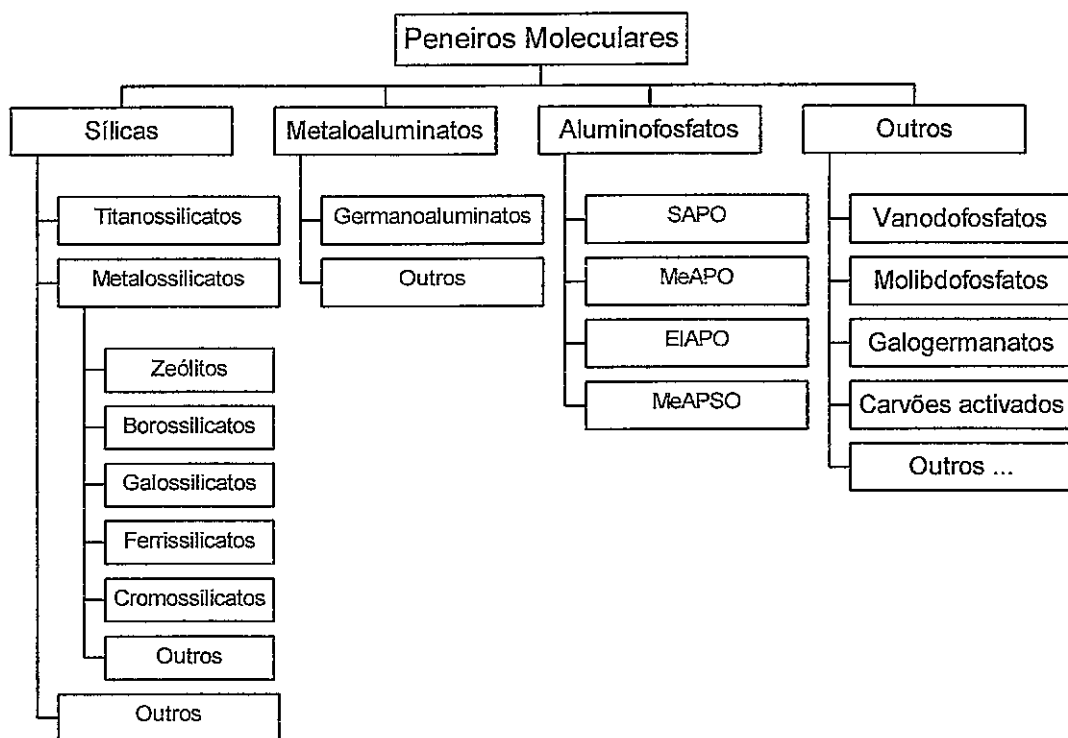 Peneiros Moleculares
Sílicas
Titanossilicatos
Metalossilicatos
Zeólitos
Borossilicatos
Galossilicatos
Ferrissilicatos
Cromossílicatos
Outros
Outros
Metaloaluminatos
Germanoaluminatos
Outros
Aluminofosfatos
SAPO
MeAPO
ElAPO
MeAPSO
Outros
Vanodofosfatos
Molibdofosfatos
Galogermanatos
Carvões activados
Outros ...